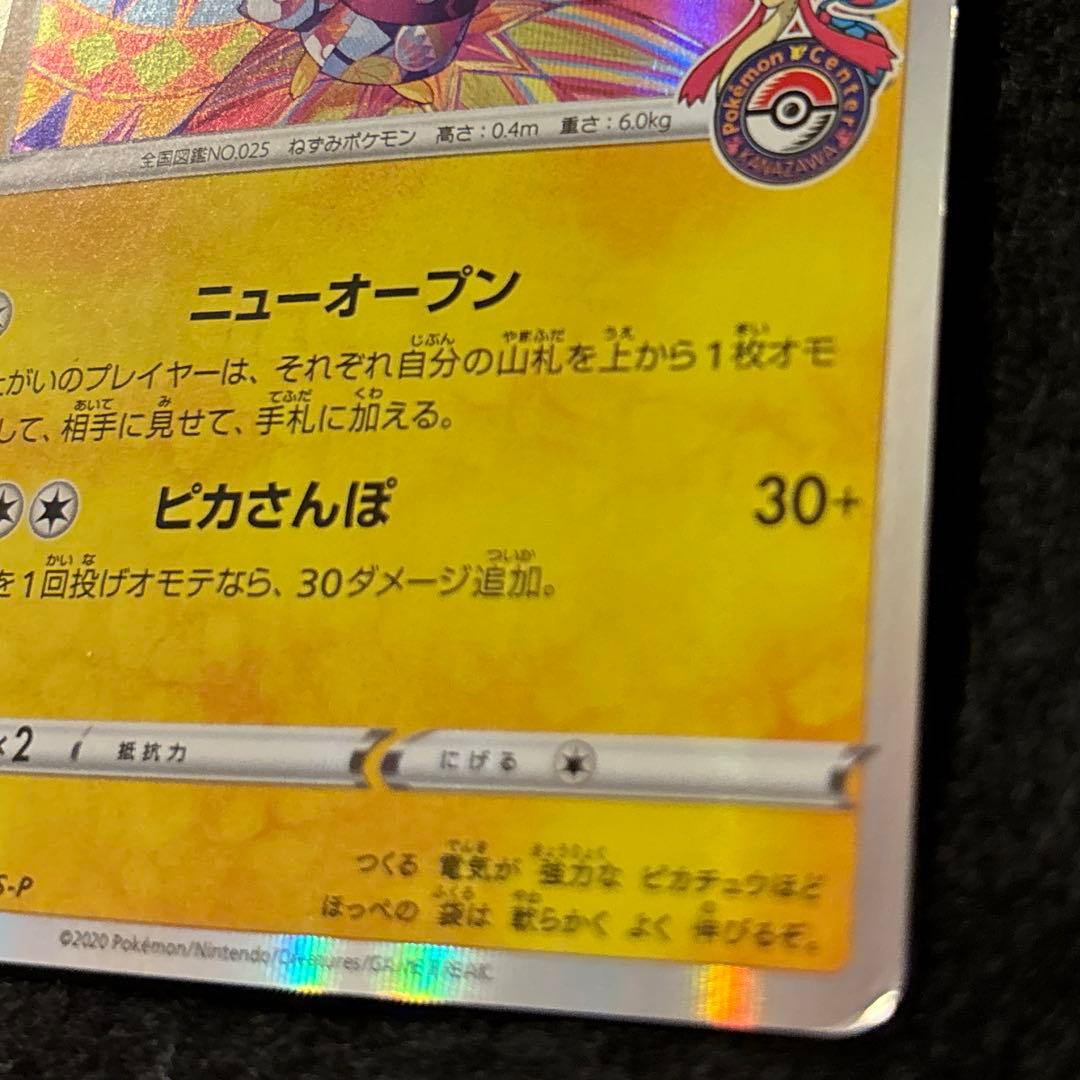 Pokémon Center
KANAZAWA
全国図鑑NO.025 ねずみポケモン 高さ:0.4m 重さ:6.0kg
ニューオープン
がいのプレイヤーは、それぞれ自分の山札を上から1枚オモ
して、相手に見せて、手札に加える。
ピカさんぽ 30+
を1回投げオモテなら、30ダメージ追加。
×2 抵抗力 にげる
つくる 電気が 強力な ピカチュウほど
ほっぺの 袋は 軟らかく よく 伸びるぞ。
S-P
©2020 Pokémon/Nintendo/Creatures/GAME FREAK